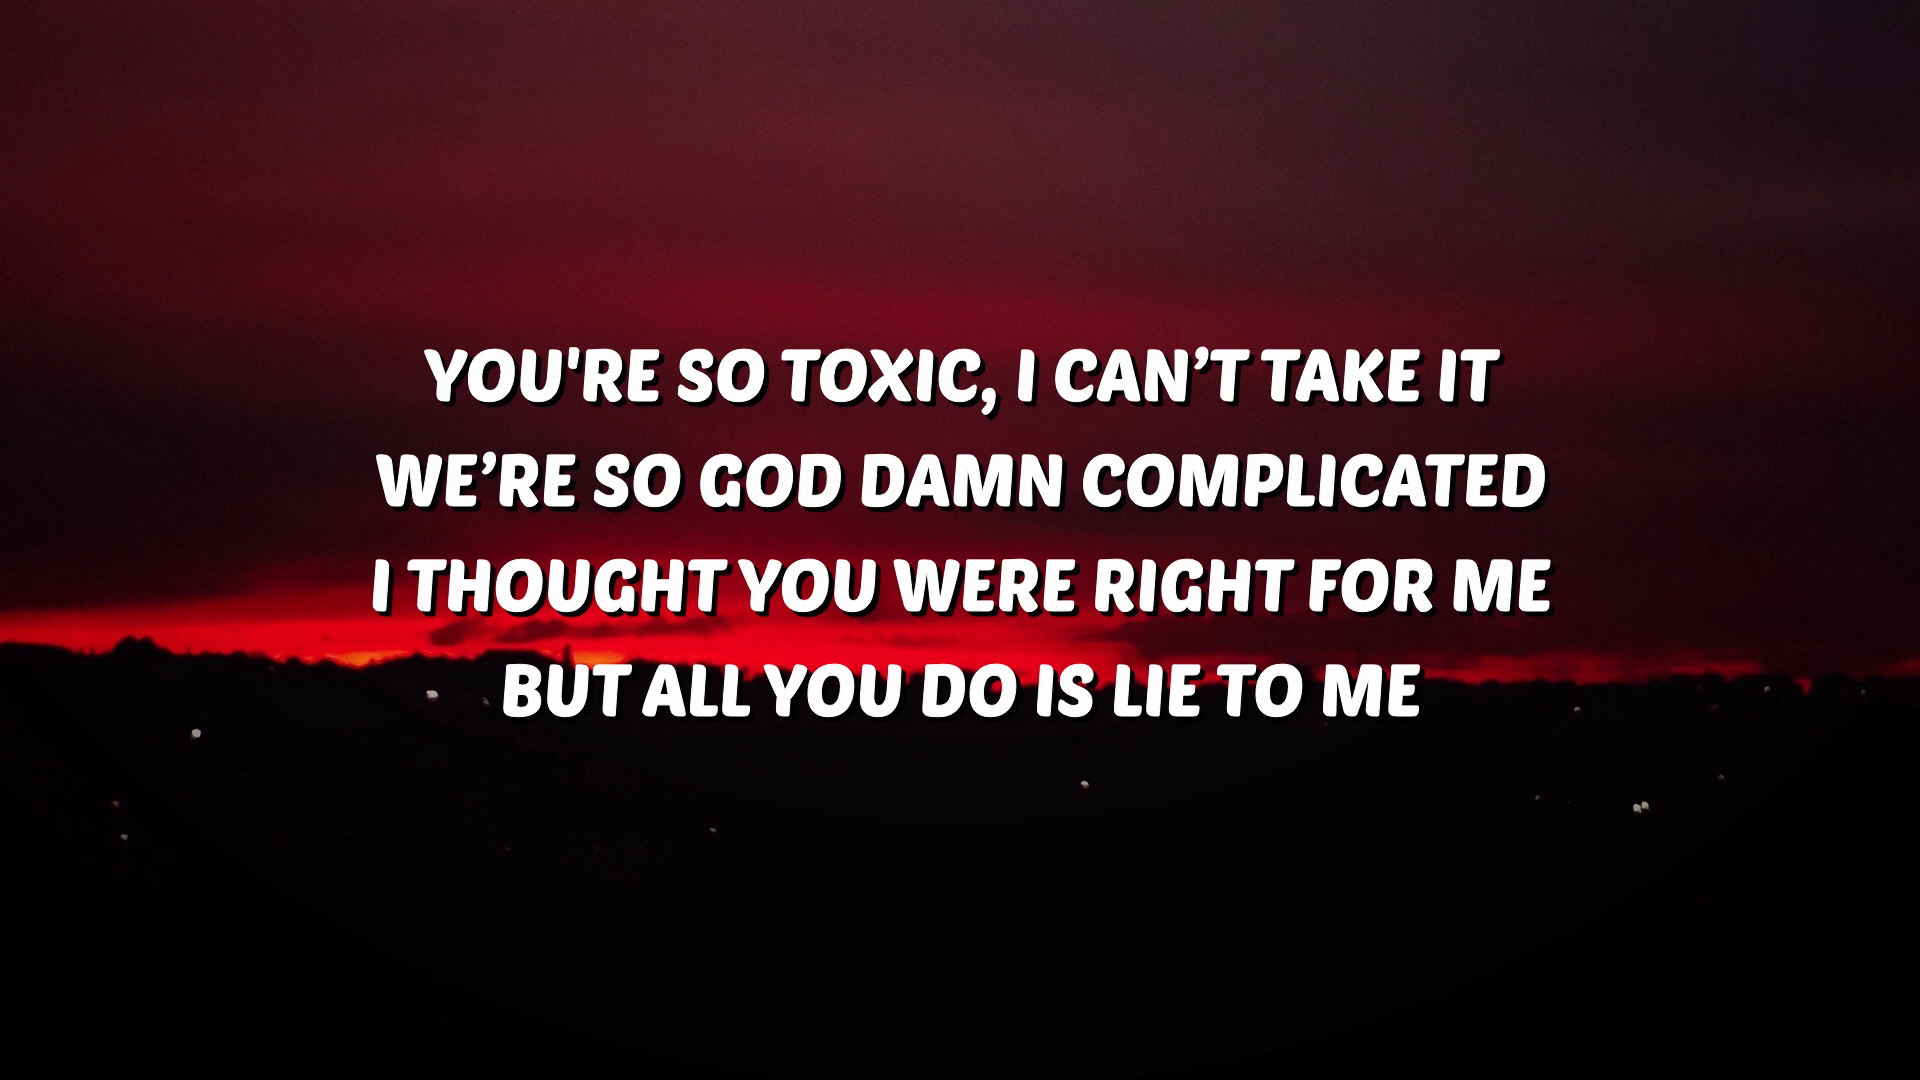 YOU'RE SO TOXIC, I CAN’T TAKE IT
WE’RE SO GOD DAMN COMPLICATED
I THOUGHT YOU WERE RIGHT FOR ME
BUT ALL YOU DO IS LIE TO ME